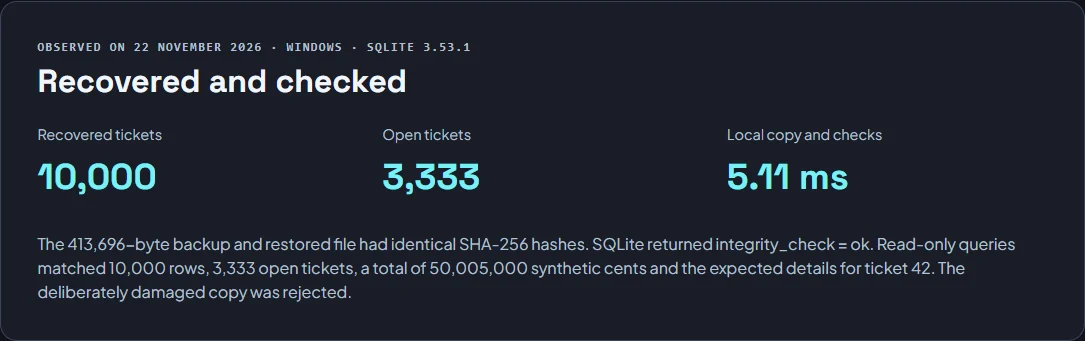 OBSERVED ON 22 NOVEMBER 2026 · WINDOWS · SQLITE 3.53.1
Recovered and checked
Recovered tickets
10,000
Open tickets
3,333
Local copy and checks
5.11 ms
The 413,696-byte backup and restored file had identical SHA-256 hashes. SQLite returned integrity_check = ok. Read-only queries
matched 10,000 rows, 3,333 open tickets, a total of 50,005,000 synthetic cents and the expected details for ticket 42. The
deliberately damaged copy was rejected.